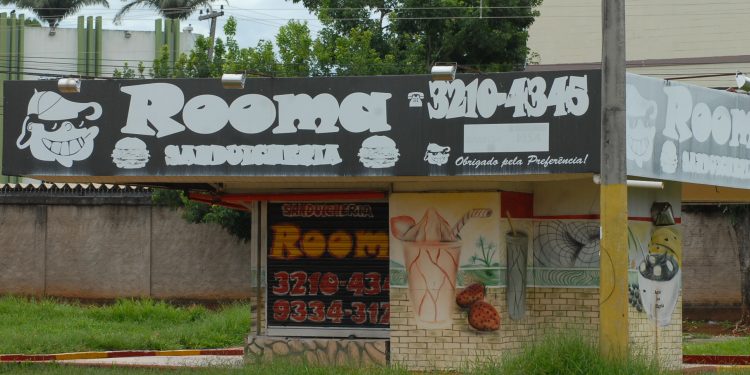 Rooma
SANDUICHERIA
3210-4345
Obrigado pela Preferência!
Rooma
SANDUICHERIA
SANDUICHERIA
ROOM
3210-434
9334-312